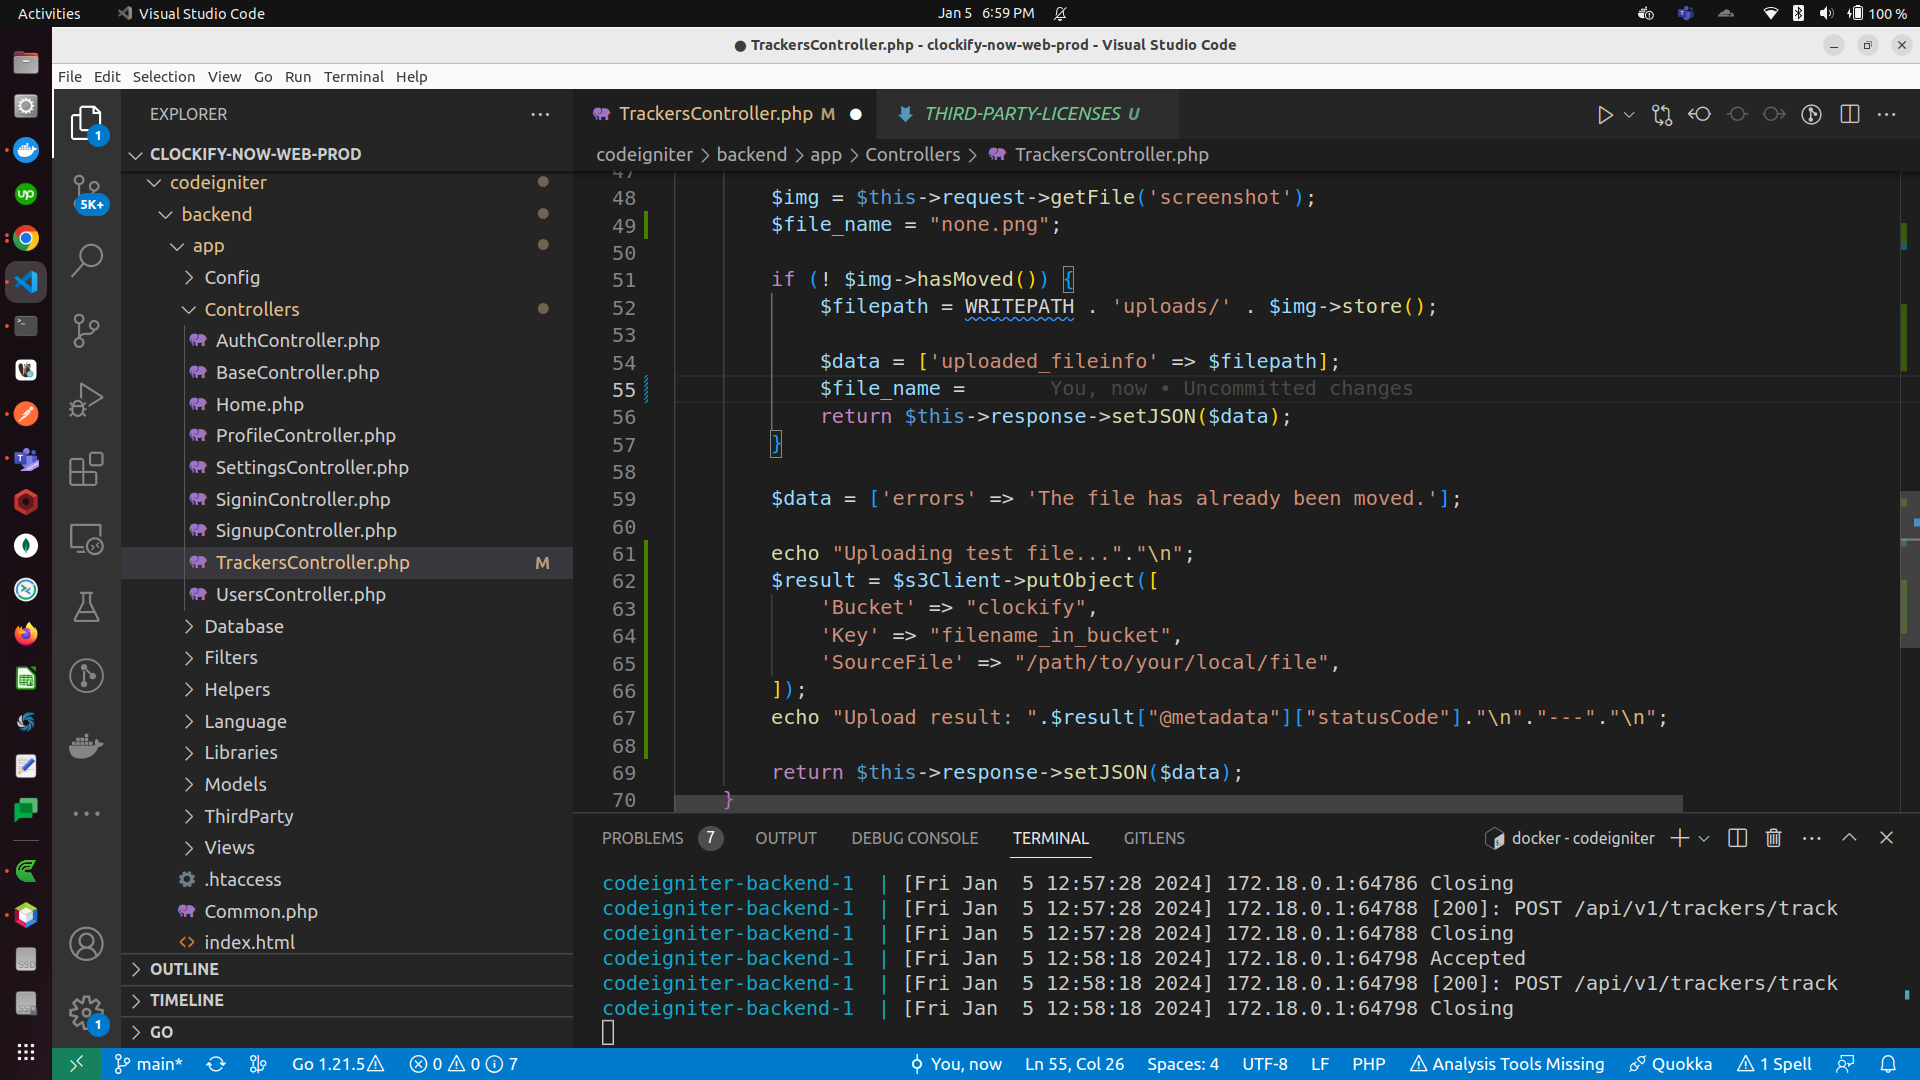 Activities
Visual Studio Code
Jan 5 6:59 PM
100 %
● TrackersController.php - clockify-now-web-prod - Visual Studio Code
File Edit Selection View Go Run Terminal Help
EXPLORER
CLOCKIFY-NOW-WEB-PROD
codeigniter
backend
app
Config
Controllers
AuthController.php
BaseController.php
Home.php
ProfileController.php
SettingsController.php
SigninController.php
SignupController.php
TrackersController.php M
UsersController.php
Database
Filters
Helpers
Language
Libraries
Models
ThirdParty
Views
.htaccess
Common.php
index.html
OUTLINE
TIMELINE
GO
1
5K+
1
TrackersController.php M ●
THIRD-PARTY-LICENSES U
codeigniter > backend > app > Controllers > TrackersController.php
47
48 $img = $this->request->getFile('screenshot');
49 $file_name = "none.png";
50
51 if (! $img->hasMoved()) {
52 $filepath = WRITEPATH . 'uploads/' . $img->store();
53
54 $data = ['uploaded_fileinfo' => $filepath];
55 $file_name = You, now • Uncommitted changes
56 return $this->response->setJSON($data);
57 }
58
59 $data = ['errors' => 'The file has already been moved.'];
60
61 echo "Uploading test file..."."\n";
62 $result = $s3Client->putObject([
63 'Bucket' => "clockify",
64 'Key' => "filename_in_bucket",
65 'SourceFile' => "/path/to/your/local/file",
66 ]);
67 echo "Upload result: ".$result["@metadata"]["statusCode"]."\n"."---"."\n";
68
69 return $this->response->setJSON($data);
70 }
PROBLEMS 7 OUTPUT DEBUG CONSOLE TERMINAL GITLENS
docker - codeigniter
codeigniter-backend-1 | [Fri Jan 5 12:57:28 2024] 172.18.0.1:64786 Closing
codeigniter-backend-1 | [Fri Jan 5 12:57:28 2024] 172.18.0.1:64788 [200]: POST /api/v1/trackers/track
codeigniter-backend-1 | [Fri Jan 5 12:57:28 2024] 172.18.0.1:64788 Closing
codeigniter-backend-1 | [Fri Jan 5 12:58:18 2024] 172.18.0.1:64798 Accepted
codeigniter-backend-1 | [Fri Jan 5 12:58:18 2024] 172.18.0.1:64798 [200]: POST /api/v1/trackers/track
codeigniter-backend-1 | [Fri Jan 5 12:58:18 2024] 172.18.0.1:64798 Closing
main* Go 1.21.5 0 0 7 You, now Ln 55, Col 26 Spaces: 4 UTF-8 LF PHP Analysis Tools Missing Quokka 1 Spell